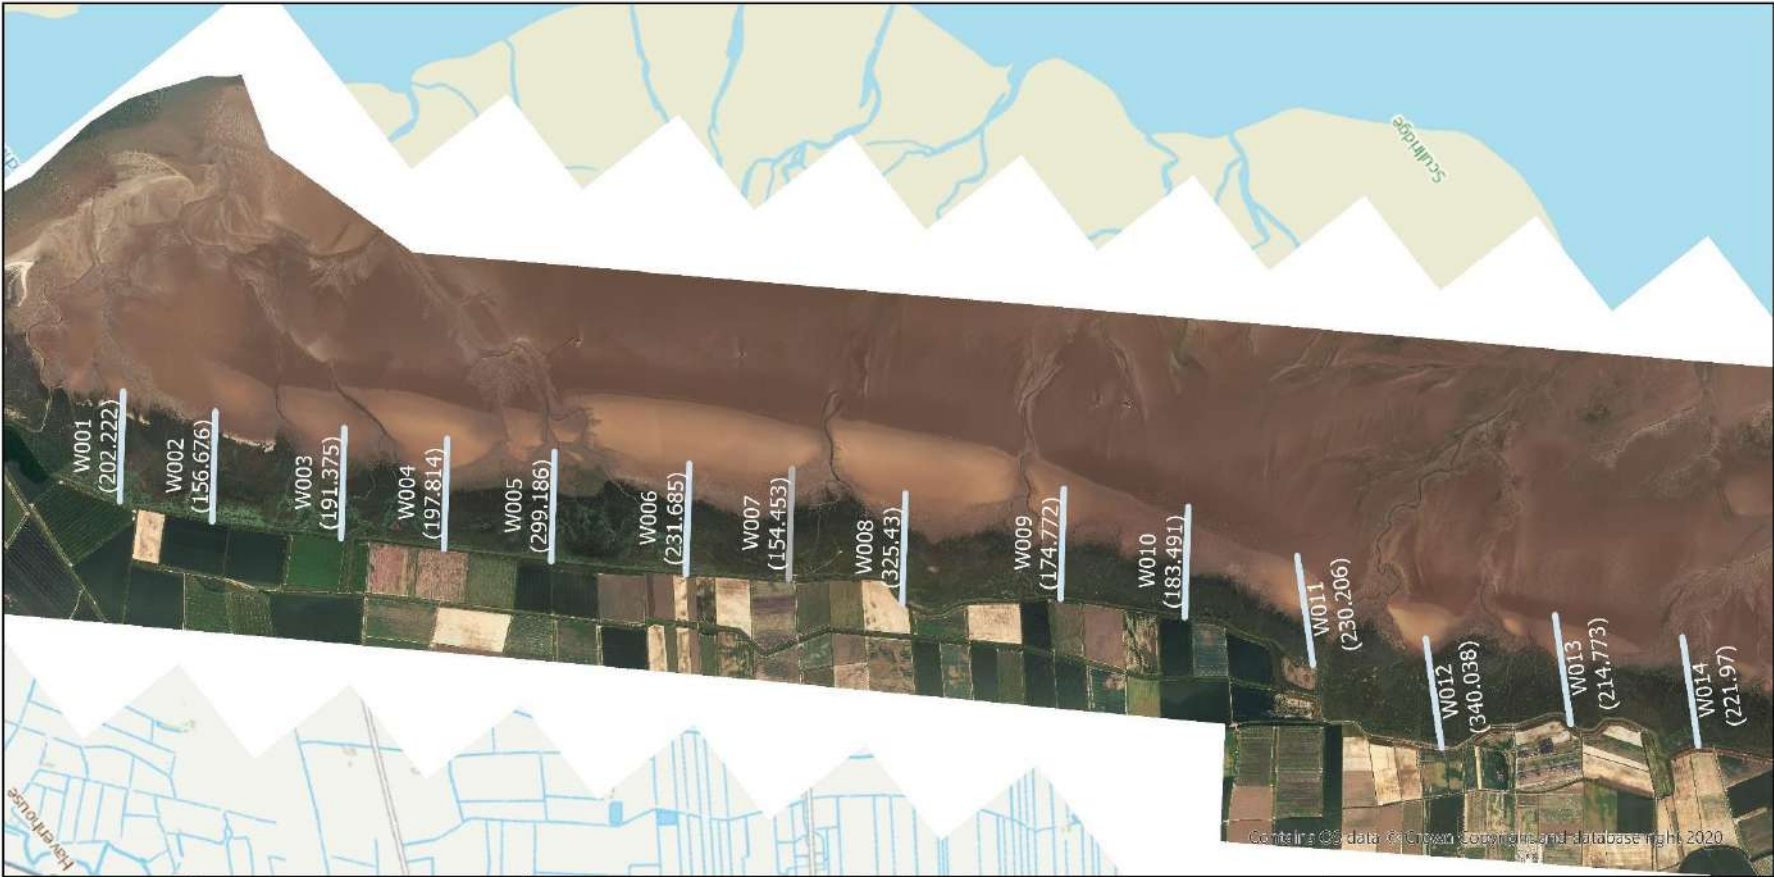 Scullridge
W001
(202.222)
W002
(156.676)
W003
(191.375)
W004
(197.814)
W005
(299.186)
W006
(231.685)
W007
(154.453)
W008
(325.43)
W009
(174.772)
W010
(183.491)
W011
(230.206)
W012
(340.038)
W013
(214.773)
W014
(221.97)
Havenhouse
Contains OS data © Crown Copyright and database right 2020